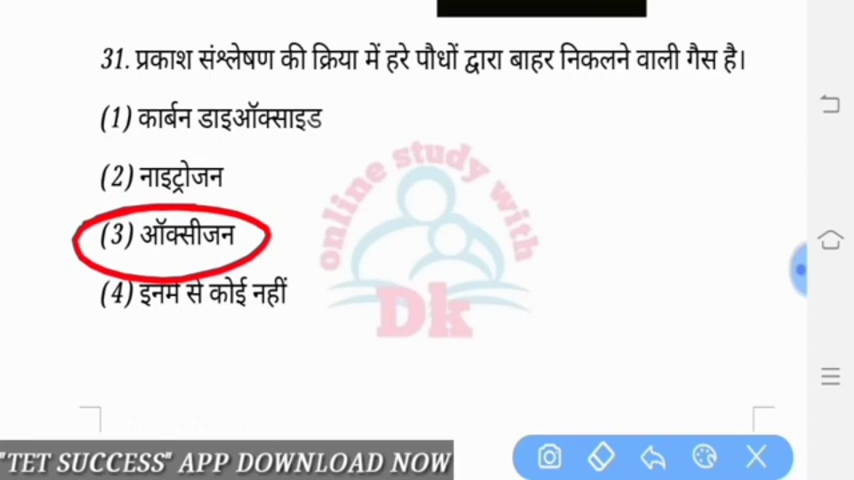 31. प्रकाश संश्लेषण की क्रिया में हरे पौधों द्वारा बाहर निकलने वाली गैस है।
(1) कार्बन डाइऑक्साइड
(2) नाइट्रोजन
(3) ऑक्सीजन
(4) इनमें से कोई नहीं
online study with
Dk
"TET SUCCESS" APP DOWNLOAD NOW